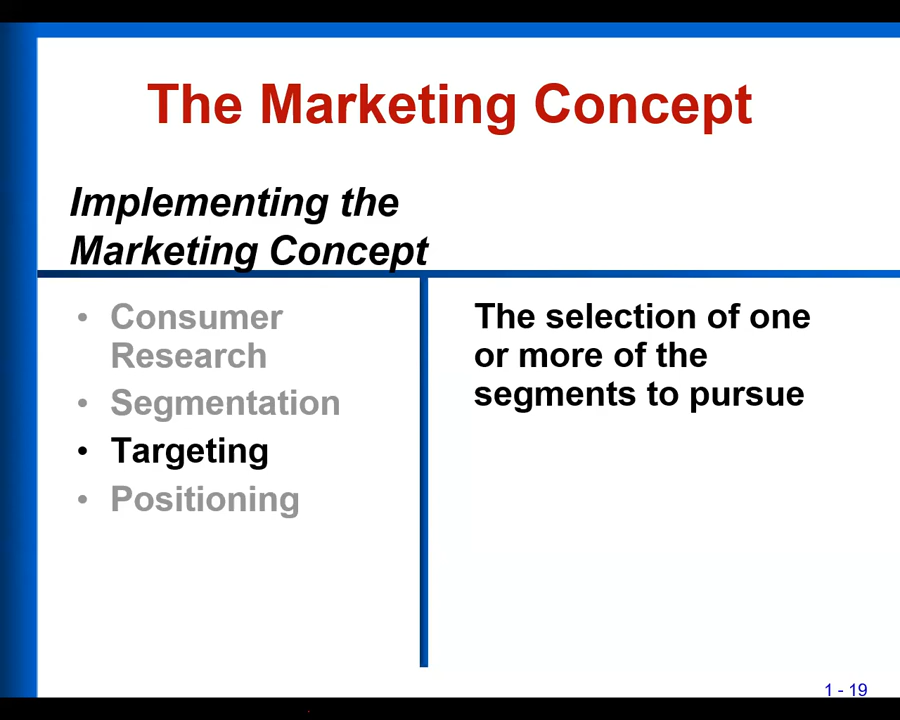 The Marketing Concept
Implementing the
Marketing Concept
• Consumer
Research
• Segmentation
• Targeting
• Positioning
The selection of one
or more of the
segments to pursue
1 - 19